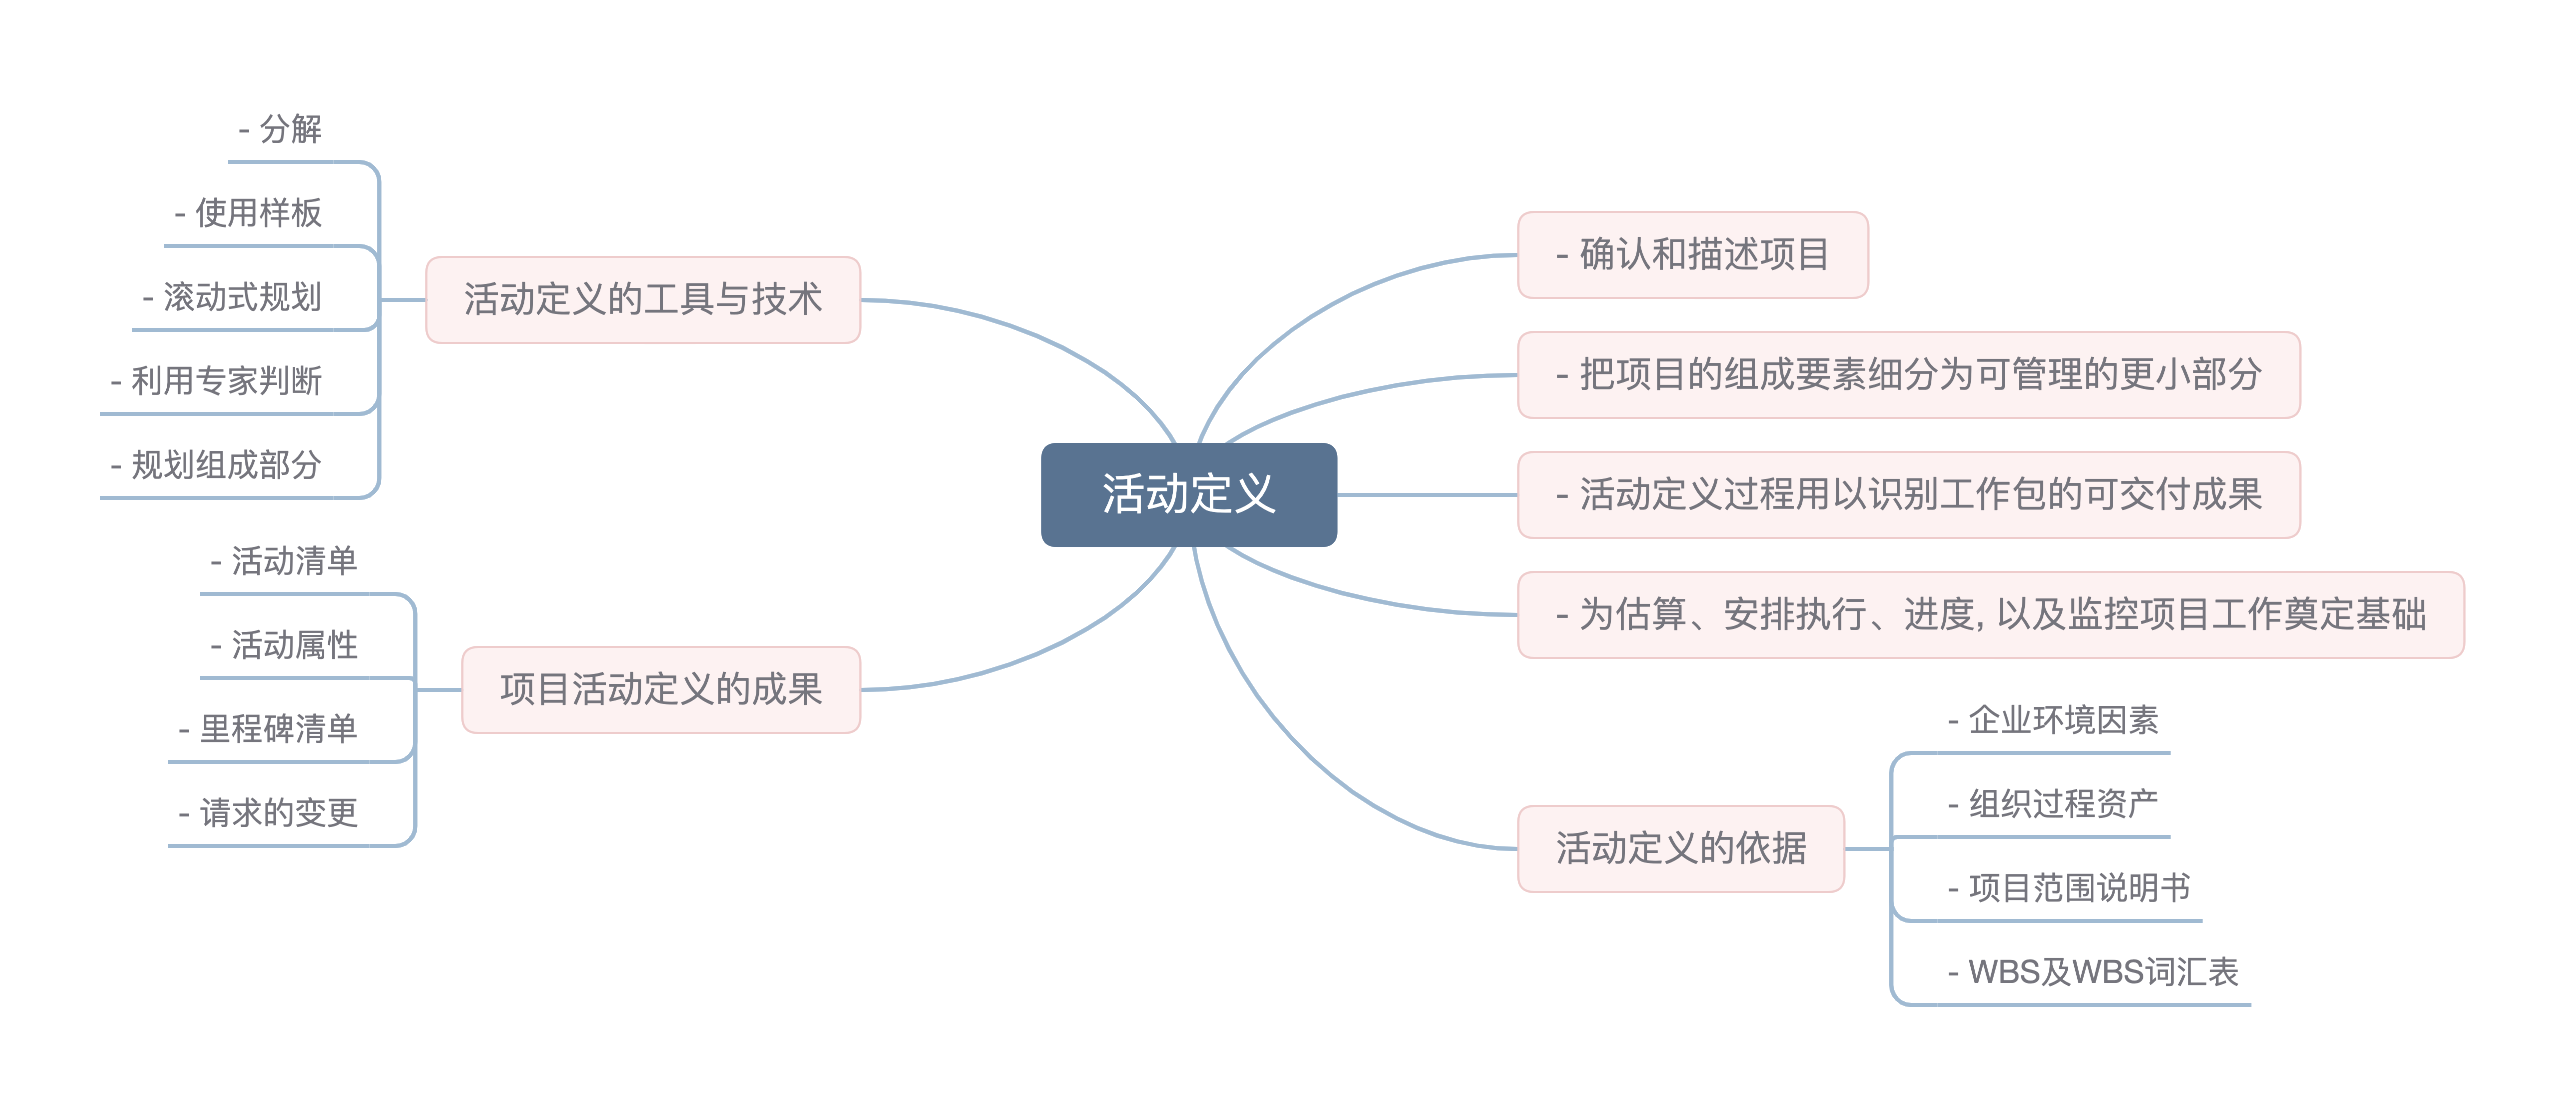 活动定义
- 确认和描述项目
- 把项目的组成要素细分为可管理的更小部分
- 活动定义过程用以识别工作包的可交付成果
- 为估算、安排执行、进度, 以及监控项目工作奠定基础
活动定义的依据
- 企业环境因素
- 组织过程资产
- 项目范围说明书
- WBS及WBS词汇表
活动定义的工具与技术
- 分解
- 使用样板
- 滚动式规划
- 利用专家判断
- 规划组成部分
项目活动定义的成果
- 活动清单
- 活动属性
- 里程碑清单
- 请求的变更